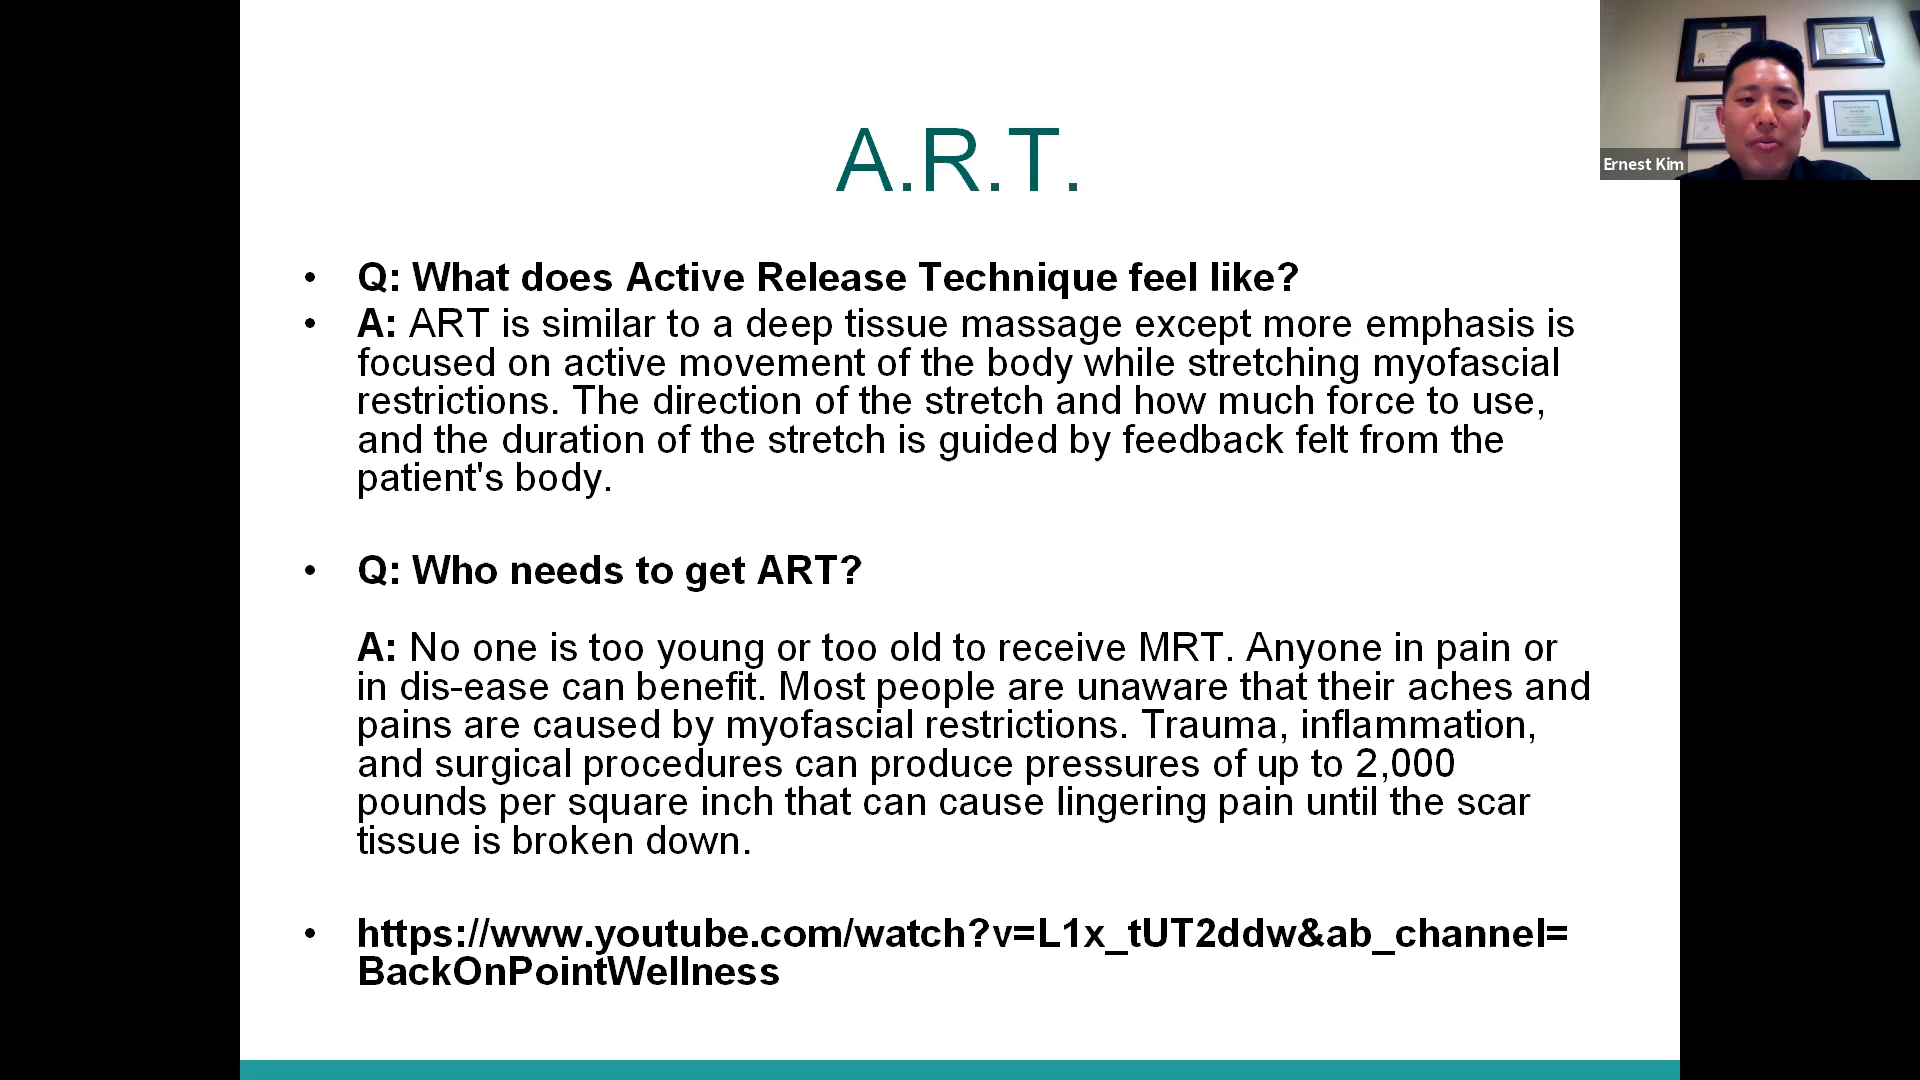 A.R.T.
Ernest Kim
• Q: What does Active Release Technique feel like?
• A: ART is similar to a deep tissue massage except more emphasis is
focused on active movement of the body while stretching myofascial
restrictions. The direction of the stretch and how much force to use,
and the duration of the stretch is guided by feedback felt from the
patient's body.
• Q: Who needs to get ART?
A: No one is too young or too old to receive MRT. Anyone in pain or
in dis-ease can benefit. Most people are unaware that their aches and
pains are caused by myofascial restrictions. Trauma, inflammation,
and surgical procedures can produce pressures of up to 2,000
pounds per square inch that can cause lingering pain until the scar
tissue is broken down.
• https://www.youtube.com/watch?v=L1x_tUT2ddw&ab_channel=
BackOnPointWellness